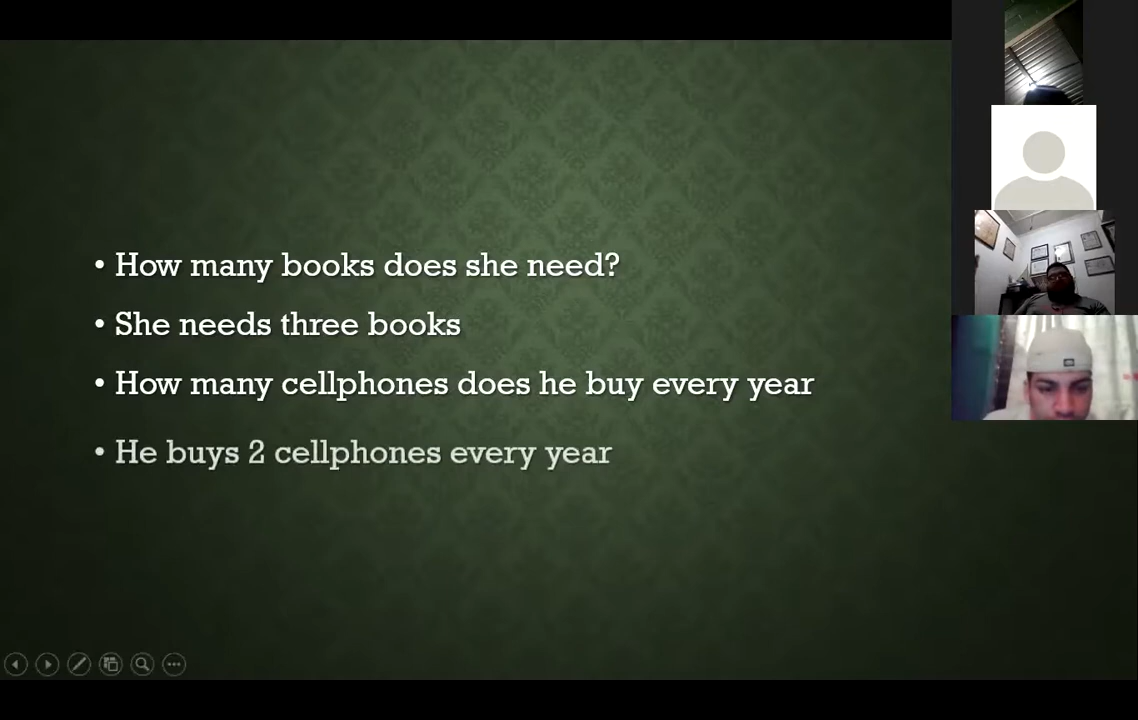 • How many books does she need?
• She needs three books
• How many cellphones does he buy every year
• He buys 2 cellphones every year